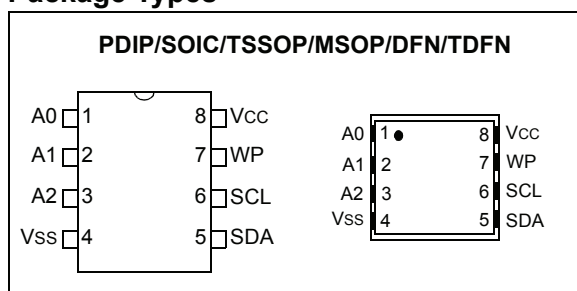 Package Types
PDIP/SOIC/TSSOP/MSOP/DFN/TDFN
A0 1 8 VCC
A1 2 7 WP
A2 3 6 SCL
VSS 4 5 SDA
A0 1 8 VCC
A1 2 7 WP
A2 3 6 SCL
VSS 4 5 SDA